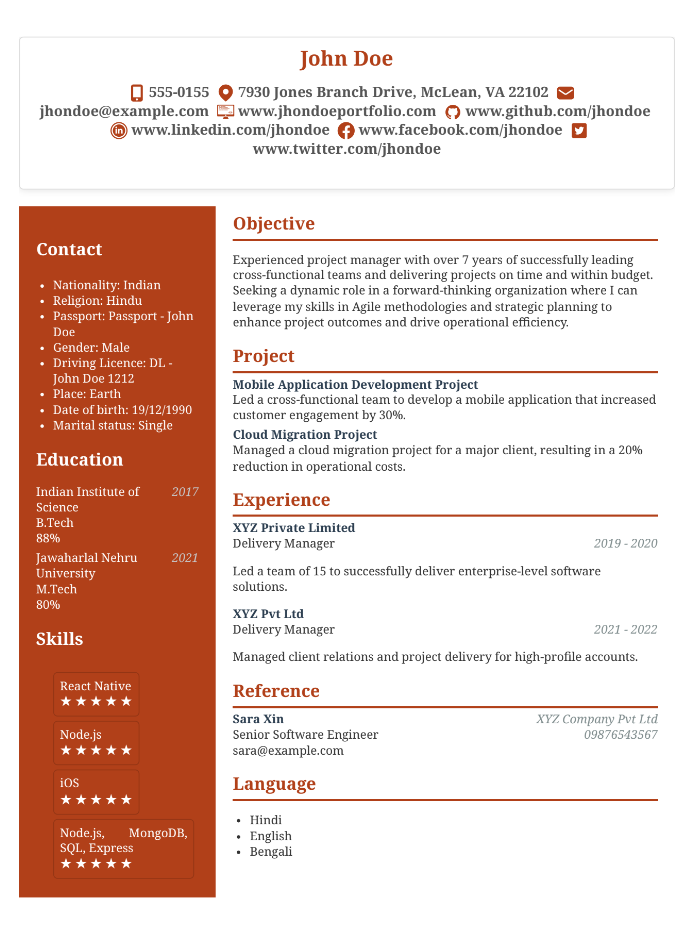 John Doe
555-0155 7930 Jones Branch Drive, McLean, VA 22102
jhondoe@example.com www.jhondoeportfolio.com www.github.com/jhondoe
www.linkedin.com/jhondoe www.facebook.com/jhondoe
www.twitter.com/jhondoe
Contact
• Nationality: Indian
• Religion: Hindu
• Passport: Passport - John
Doe
• Gender: Male
• Driving Licence: DL -
John Doe 1212
• Place: Earth
• Date of birth: 19/12/1990
• Marital status: Single
Education
Indian Institute of 2017
Science
B.Tech
88%
Jawaharlal Nehru 2021
University
M.Tech
80%
Skills
React Native
★★★★★
Node.js
★★★★★
iOS
★★★★★
Node.js, MongoDB,
SQL, Express
★★★★★
Objective
Experienced project manager with over 7 years of successfully leading
cross-functional teams and delivering projects on time and within budget.
Seeking a dynamic role in a forward-thinking organization where I can
leverage my skills in Agile methodologies and strategic planning to
enhance project outcomes and drive operational efficiency.
Project
Mobile Application Development Project
Led a cross-functional team to develop a mobile application that increased
customer engagement by 30%.
Cloud Migration Project
Managed a cloud migration project for a major client, resulting in a 20%
reduction in operational costs.
Experience
XYZ Private Limited
Delivery Manager 2019 - 2020
Led a team of 15 to successfully deliver enterprise-level software
solutions.
XYZ Pvt Ltd
Delivery Manager 2021 - 2022
Managed client relations and project delivery for high-profile accounts.
Reference
Sara Xin XYZ Company Pvt Ltd
Senior Software Engineer 09876543567
sara@example.com
Language
• Hindi
• English
• Bengali